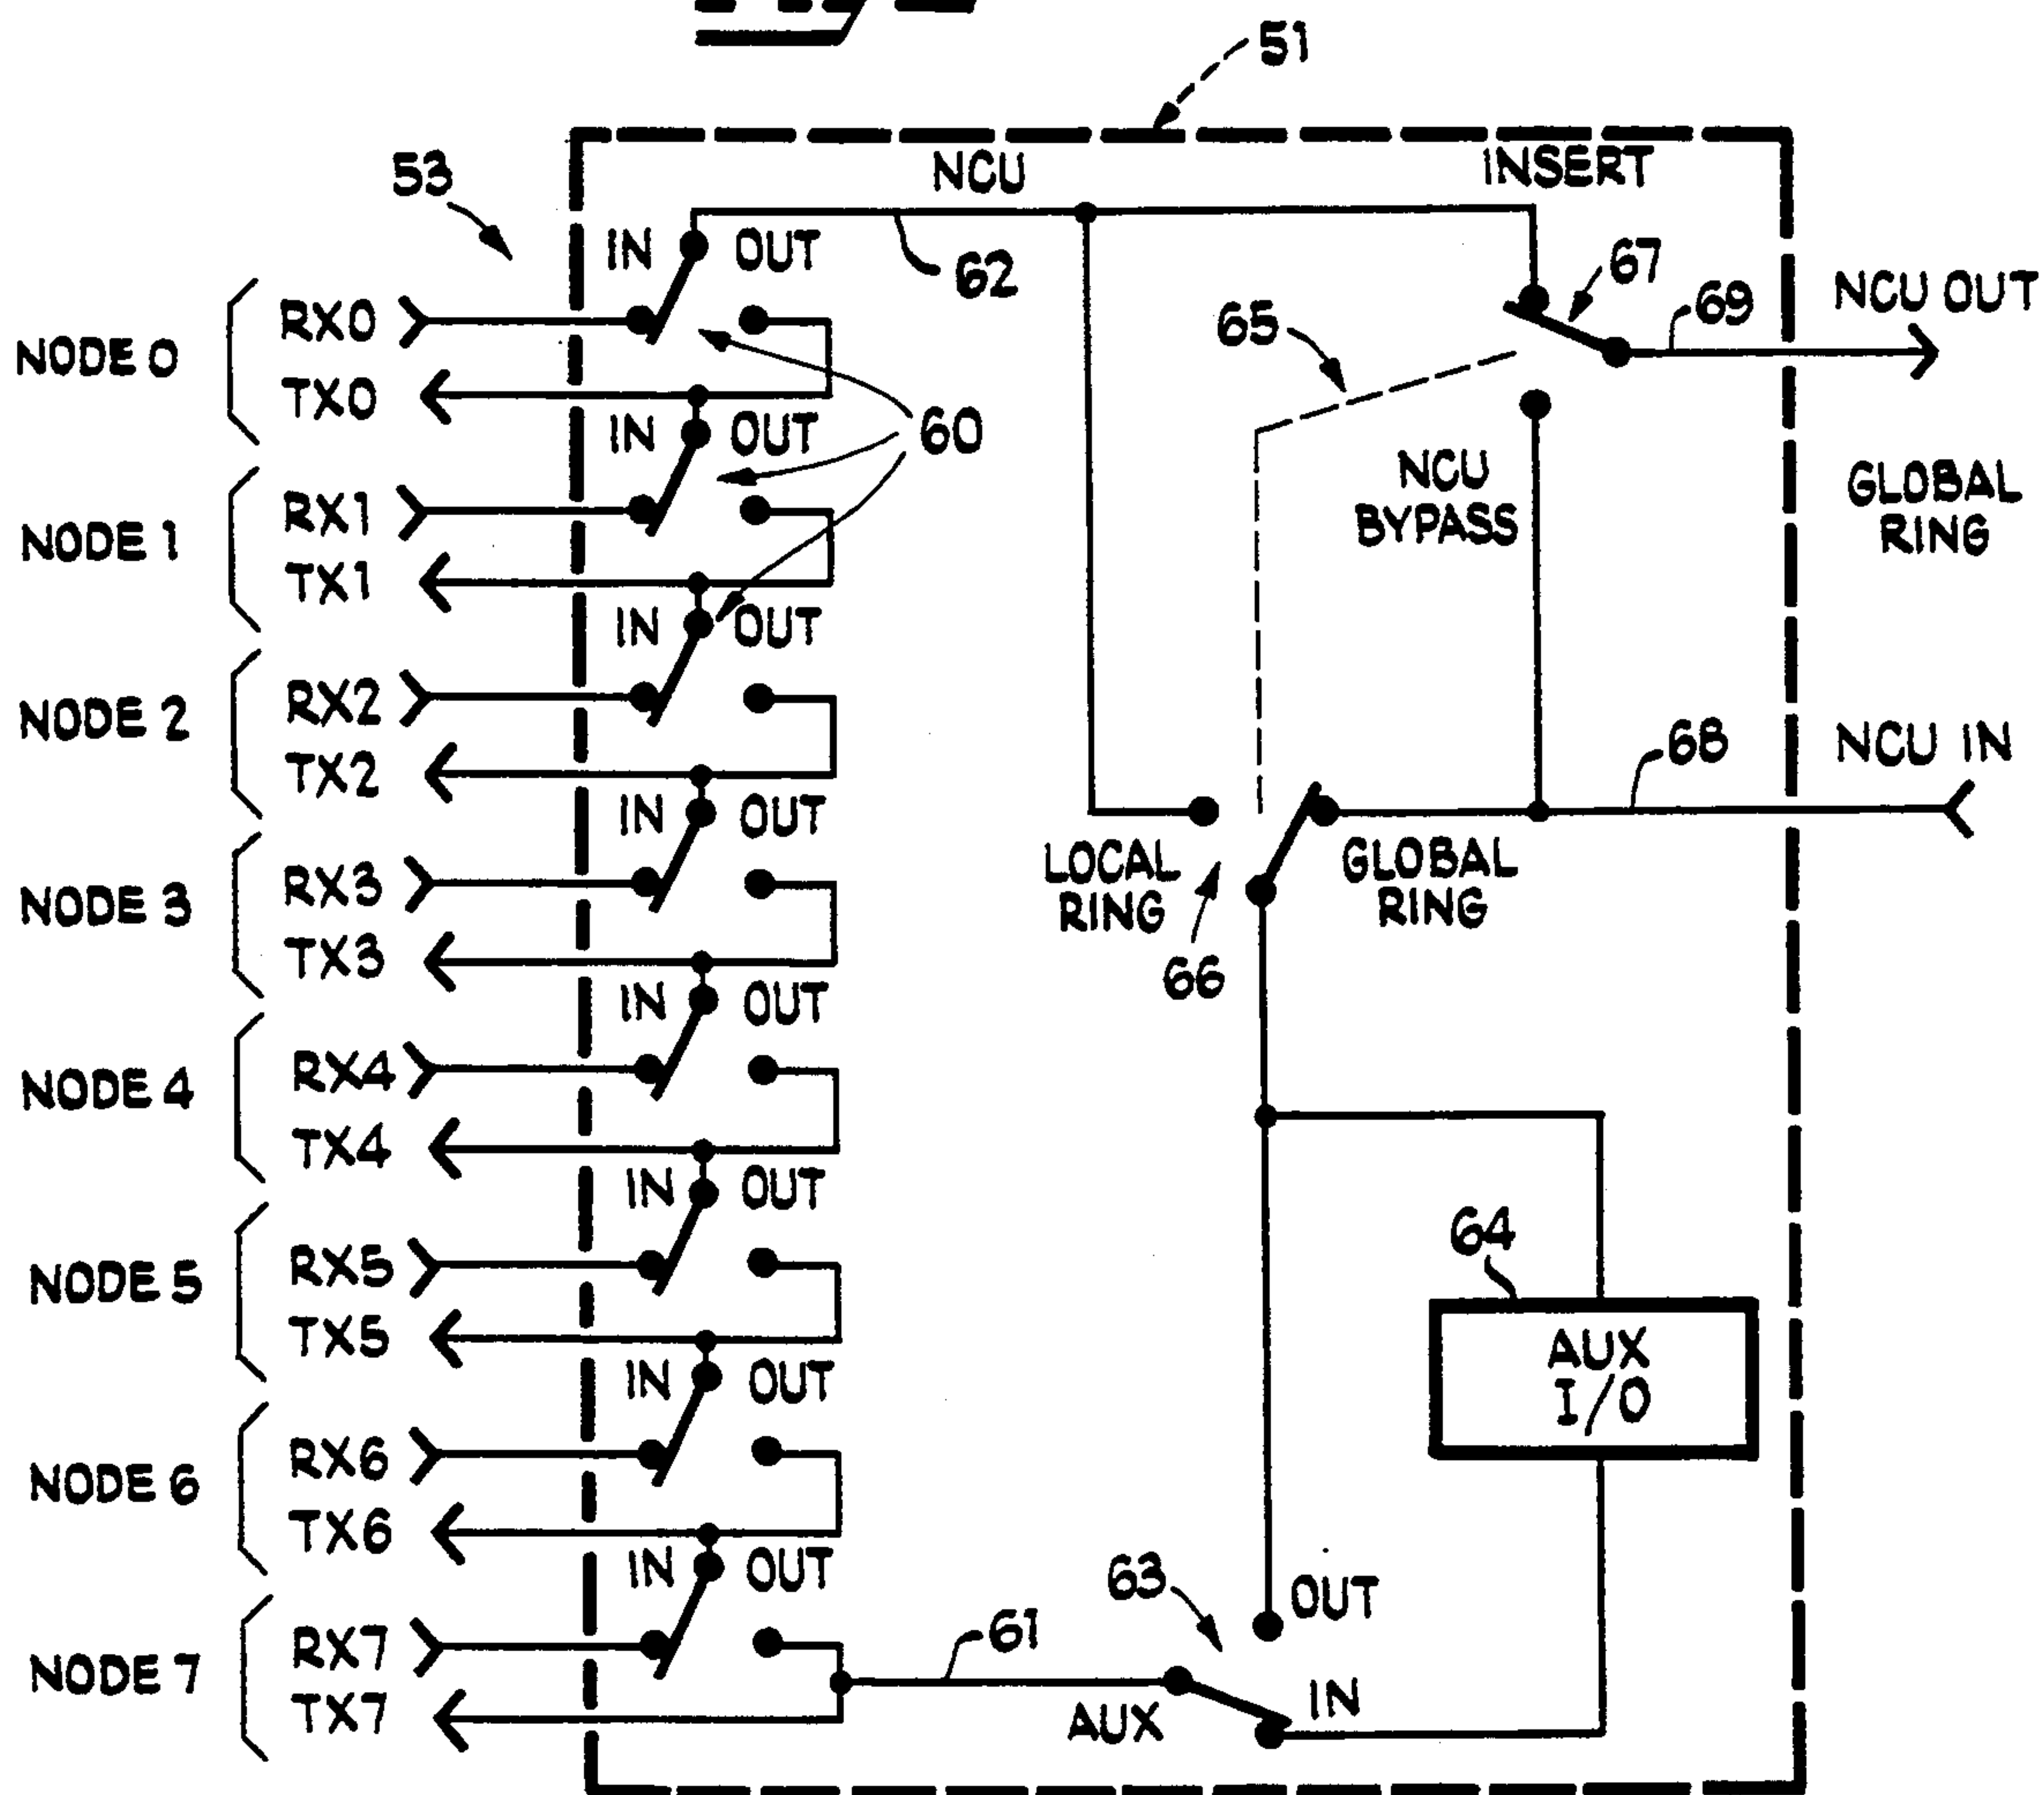 51
NCU
INSERT
53
IN
OUT
62
67
69
NCU OUT
NODE 0
RX0
TX0
65
60
IN
OUT
NODE 1
RX1
TX1
NCU
BYPASS
GLOBAL
RING
IN
OUT
NODE 2
RX2
TX2
68
NCU IN
IN
OUT
LOCAL
RING
GLOBAL
RING
66
NODE 3
RX3
TX3
IN
OUT
NODE 4
RX4
TX4
IN
OUT
64
AUX
I/O
NODE 5
RX5
TX5
IN
OUT
NODE 6
RX6
TX6
IN
OUT
63
OUT
IN
61
AUX
NODE 7
RX7
TX7